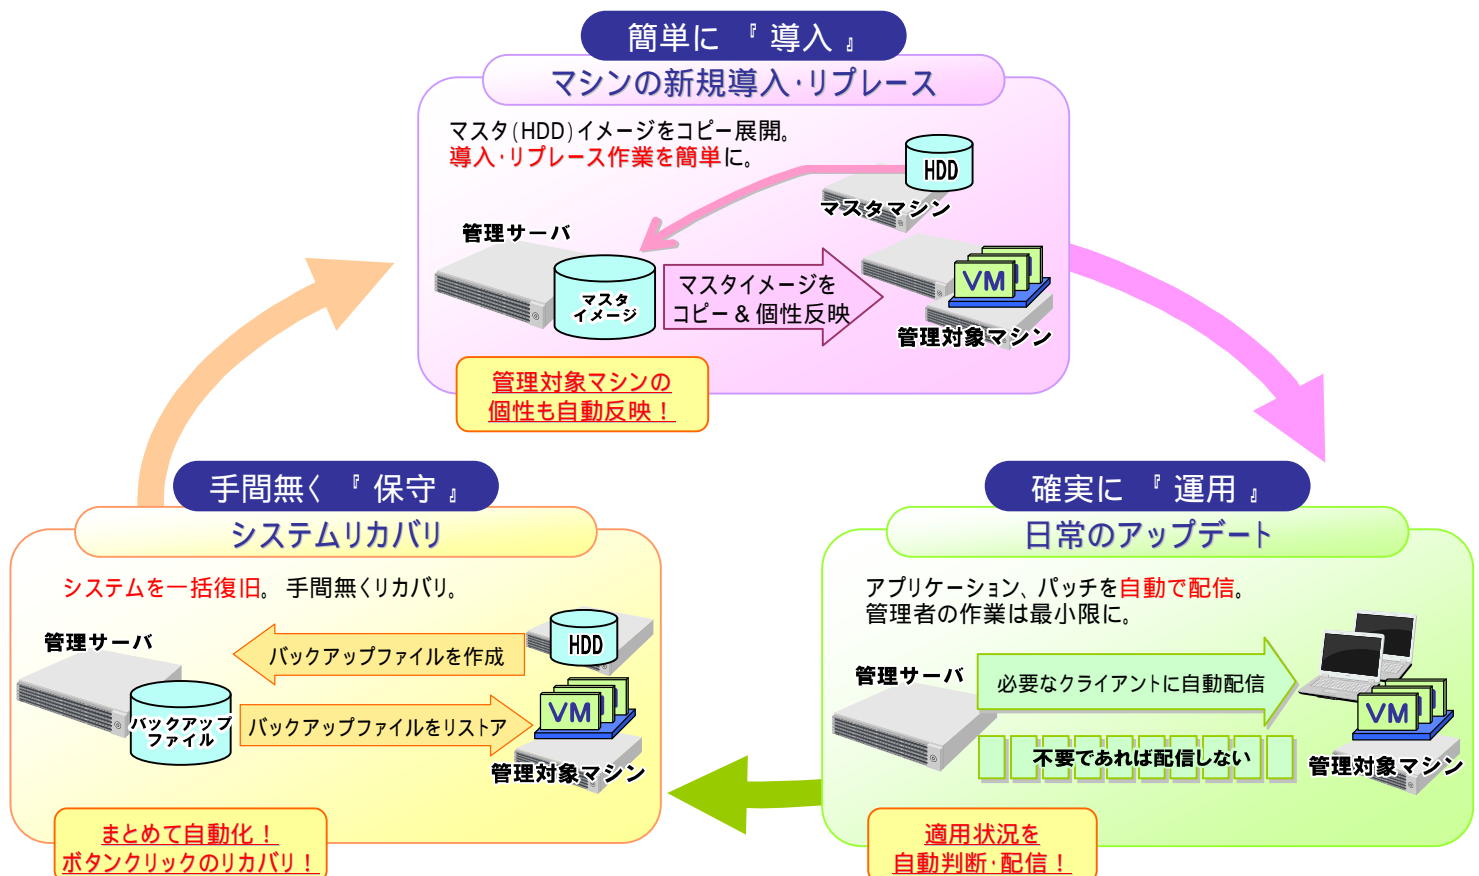 簡単に 『 導入 』
マシンの新規導入・リプレース
マスタ(HDD)イメージをコピー展開。
導入・リプレース作業を簡単に。
HDD
マスタマシン
管理サーバ
マスタ
イメージ
マスタイメージを
コピー & 個性反映
VM
管理対象マシン
管理対象マシンの
個性も自動反映！
手間無く 『 保守 』
システムリカバリ
システムを一括復旧。 手間無くリカバリ。
管理サーバ
バックアップファイルを作成
HDD
バックアップ
ファイル
バックアップファイルをリストア
VM
管理対象マシン
まとめて自動化！
ボタンクリックのリカバリ！
確実に 『 運用 』
日常のアップデート
アプリケーション、パッチを自動で配信。
管理者の作業は最小限に。
管理サーバ
必要なクライアントに自動配信
VM
不要であれば配信しない
管理対象マシン
適用状況を
自動判断・配信！